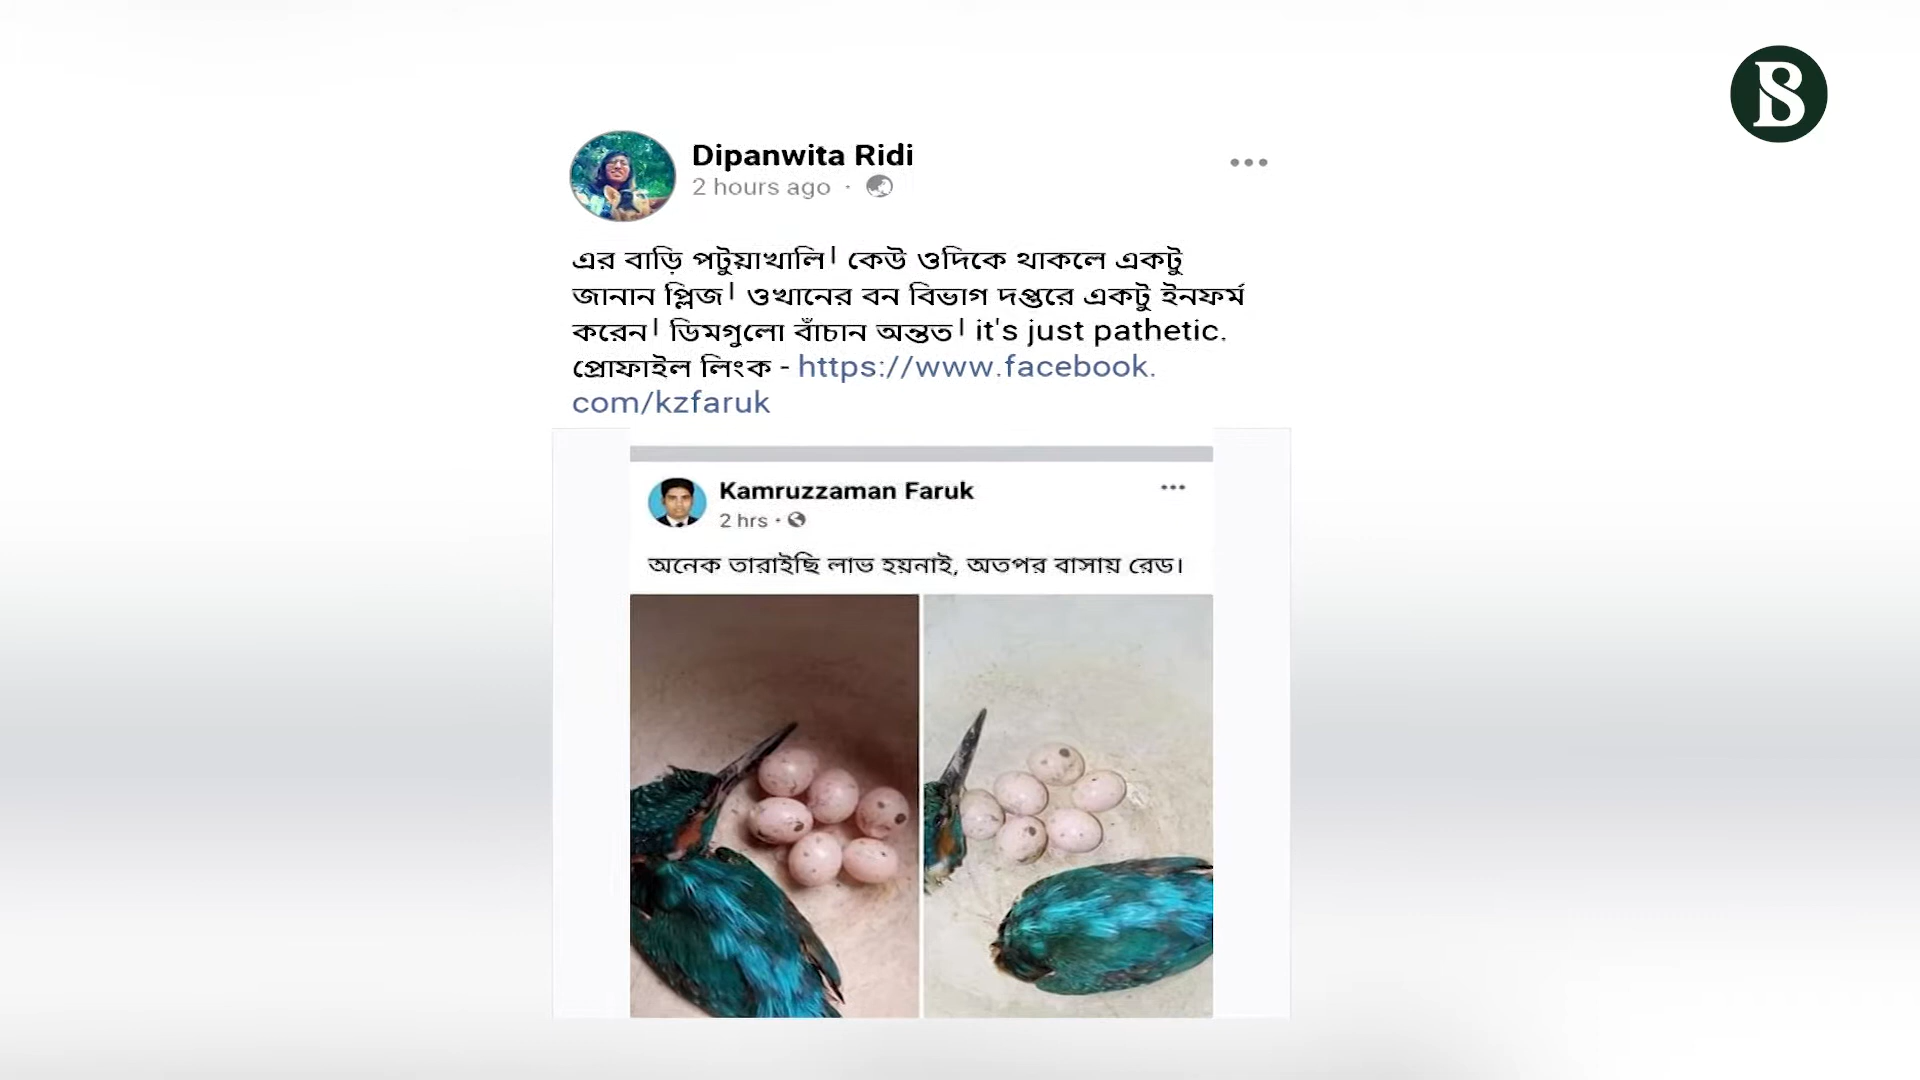 Dipanwita Ridi
2 hours ago ·
এর বাড়ি পটুয়াখালি। কেউ ওদিকে থাকলে একটু
জানান প্লিজ। ওখানের বন বিভাগ দপ্তরে একটু ইনফর্ম
করেন। ডিমগুলো বাঁচান অন্তত। it's just pathetic.
প্রোফাইল লিংক - https://www.facebook.
com/kzfaruk
Kamruzzaman Faruk
2 hrs ·
অনেক তারাইছি লাভ হয়নাই, অতপর বাসায় রেড।